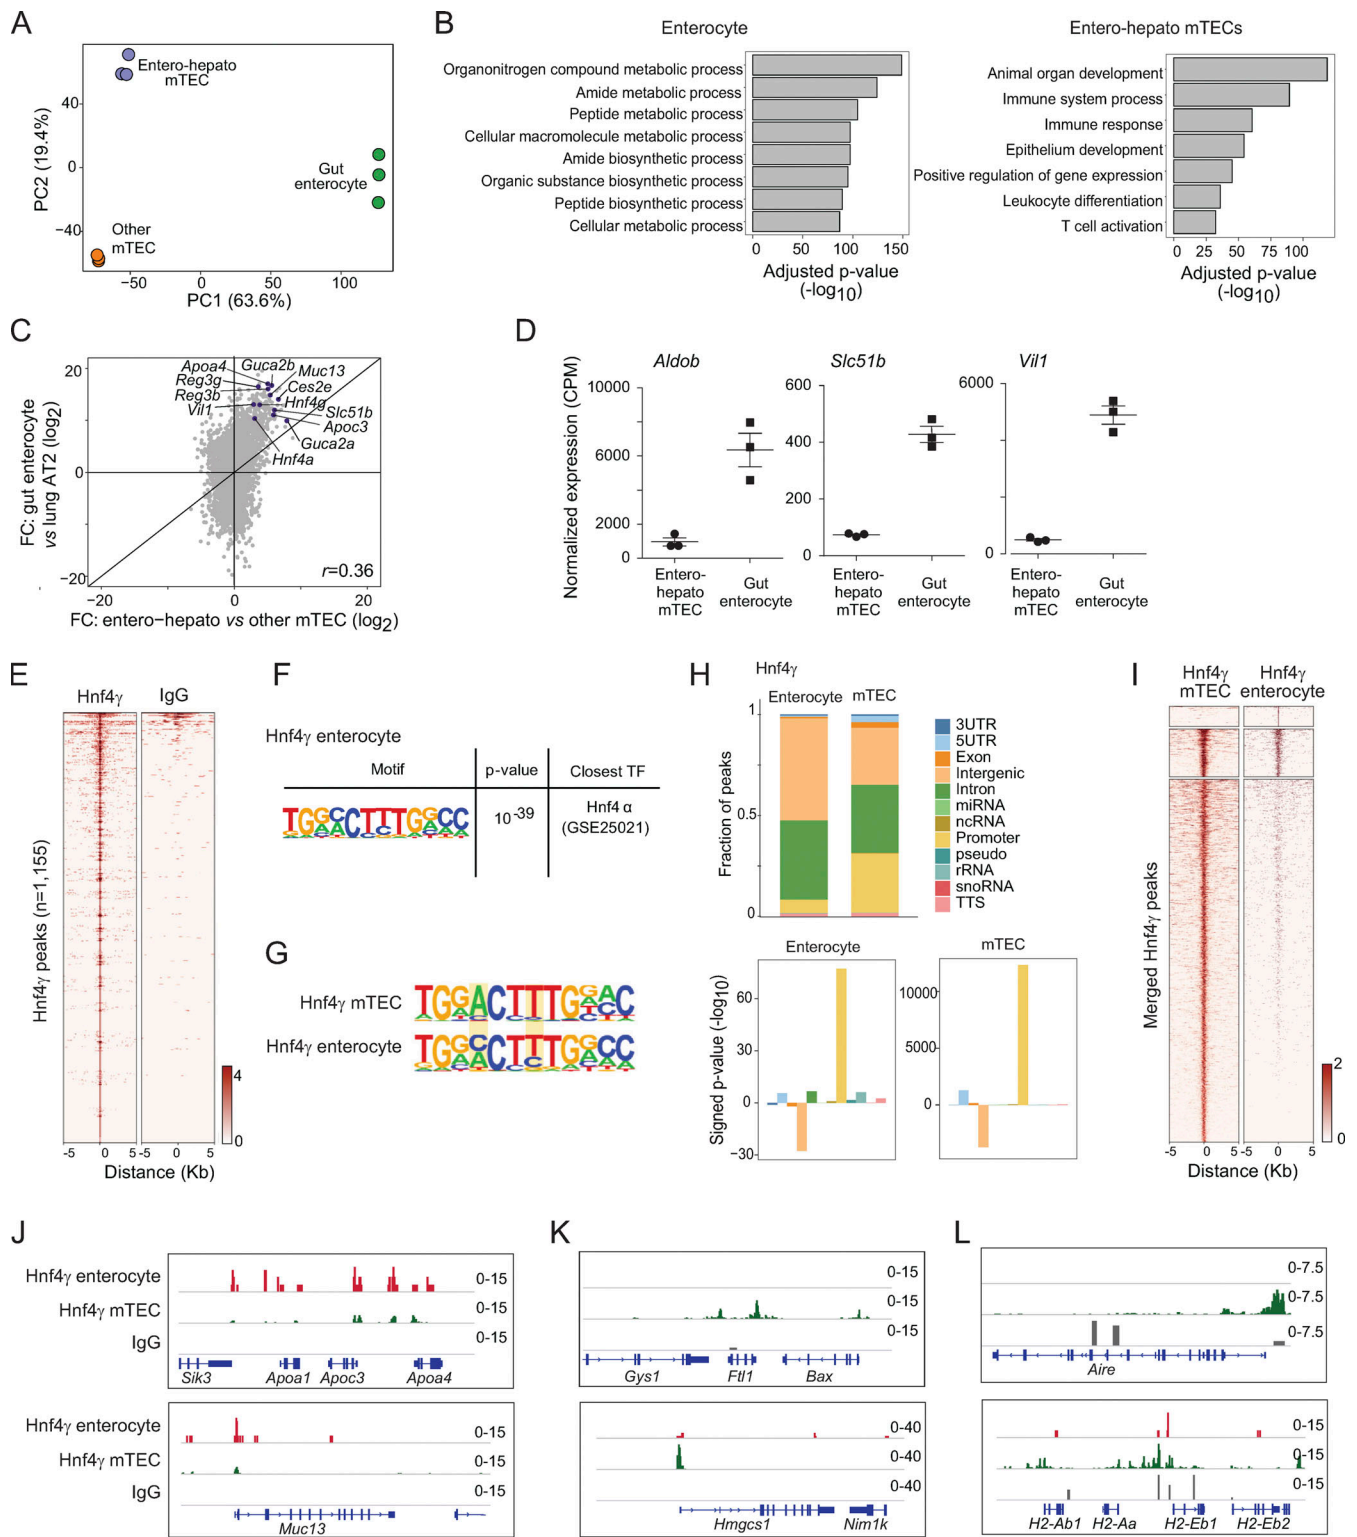 A
PC2 (19.4%)
40
0
−40
Entero-hepato
mTEC
Gut
enterocyte
Other
mTEC
−50
0
50
100
PC1 (63.6%)
B
Enterocyte
Organonitrogen compound metabolic process
Amide metabolic process
Peptide metabolic process
Cellular macromolecule metabolic process
Amide biosynthetic process
Organic substance biosynthetic process
Peptide biosynthetic process
Cellular metabolic process
0
50
100
150
Adjusted p-value
(-log10)
Entero-hepato mTECs
Animal organ development
Immune system process
Immune response
Epithelium development
Positive regulation of gene expression
Leukocyte differentiation
T cell activation
0
25
50
75
100
Adjusted p-value
(-log10)
C
FC: gut enterocyte
vs lung AT2 (log2)
20
0
−20
Apoa4
Guca2b
Muc13
Reg3g
Ces2e
Reg3b
Hnf4g
Vil1
Slc51b
Apoc3
Guca2a
Hnf4a
r=0.36
−20
0
20
FC: entero−hepato vs other mTEC (log2)
D
Normalized expression (CPM)
Aldob
10000
6000
2000
0
Entero-
hepato
mTEC
Gut
enterocyte
Slc51b
600
400
200
0
Entero-
hepato
mTEC
Gut
enterocyte
Vil1
6000
0
Entero-
hepato
mTEC
Gut
enterocyte
E
Hnf4γ
IgG
Hnf4γ peaks (n=1,155)
4
0
-5
0
5
-5
0
5
Distance (Kb)
F
Hnf4γ enterocyte
Motif
p-value
Closest TF
10-39
Hnf4 α
(GSE25021)
G
Hnf4γ mTEC
Hnf4γ enterocyte
H
Hnf4γ
Enterocyte
mTEC
Fraction of peaks
1
0.5
0
3UTR
5UTR
Exon
Intergenic
Intron
miRNA
ncRNA
Promoter
pseudo
rRNA
snoRNA
TTS
Enterocyte
mTEC
Signed p-value (-log10)
60
30
0
−30
10000
5000
0
I
Hnf4γ
mTEC
Hnf4γ
enterocyte
Merged Hnf4γ peaks
2
0
-5
0
5
-5
0
5
Distance (Kb)
J
Hnf4γ enterocyte
0-15
Hnf4γ mTEC
0-15
IgG
0-15
Sik3
Apoa1
Apoc3
Apoa4
Hnf4γ enterocyte
0-15
Hnf4γ mTEC
0-15
IgG
0-15
Muc13
K
0-15
0-15
0-15
Gys1
Ftl1
Bax
0-40
0-40
0-40
Hmgcs1
Nim1k
L
0-7.5
0-7.5
0-7.5
Aire
0-15
0-15
0-15
H2-Ab1
H2-Aa
H2-Eb1
H2-Eb2